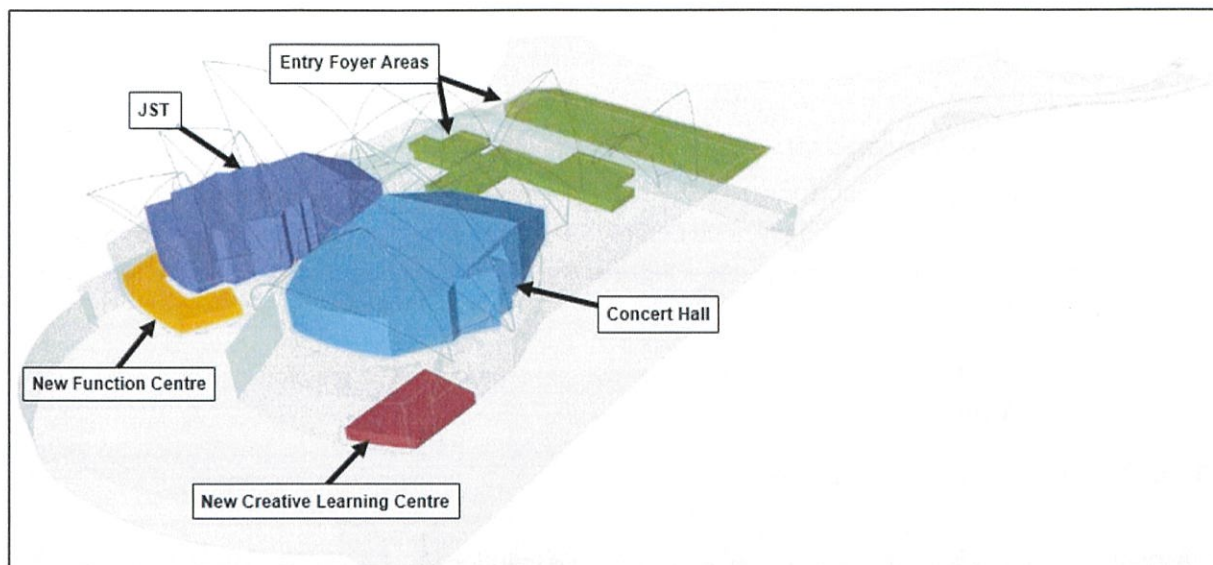 Entry Foyer Areas
JST
Concert Hall
New Function Centre
New Creative Learning Centre